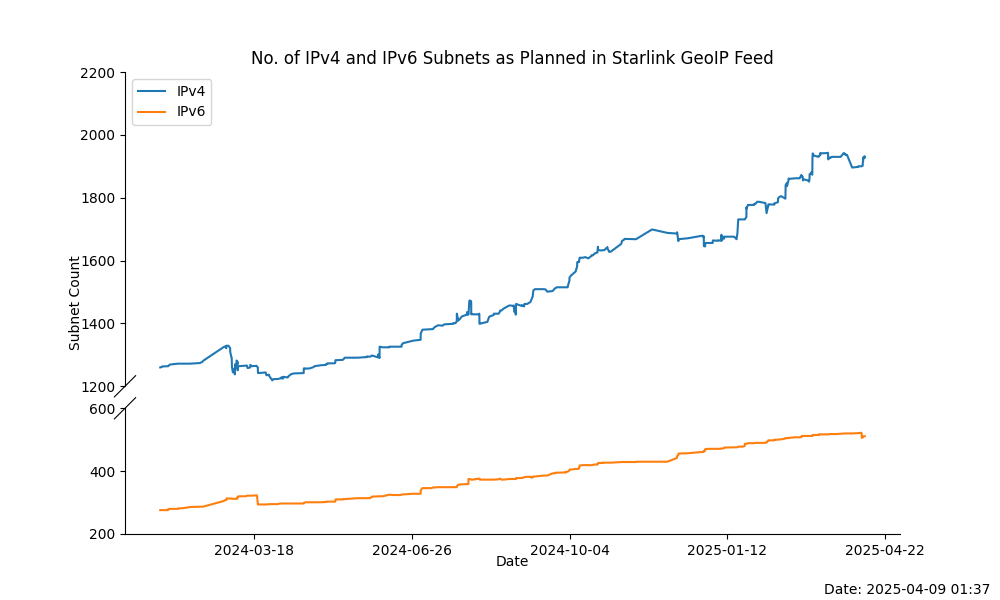 No. of IPv4 and IPv6 Subnets as Planned in Starlink GeoIP Feed
IPv4
IPv6
Subnet Count
2200
2000
1800
1600
1400
1200
600
400
200
2024-03-18
2024-06-26
2024-10-04
2025-01-12
2025-04-22
Date
Date: 2025-04-09 01:37